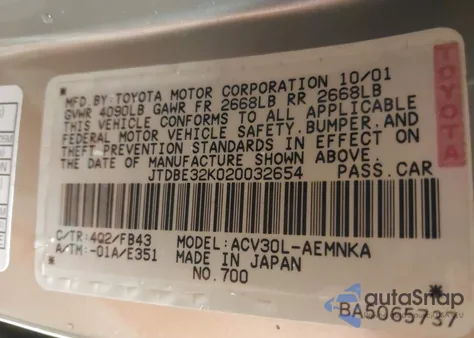 MFD BY: TOYOTA MOTOR CORPORATION 10/01
GVWR 4090LB GAWR FR 2668LB RR 2668LB
THIS VEHICLE CONFORMS TO ALL APPLICABLE
FEDERAL MOTOR VEHICLE SAFETY, BUMPER, AND
THEFT PREVENTION STANDARDS IN EFFECT ON
THE DATE OF MANUFACTURE SHOWN ABOVE.
JTDBE32K020032654 PASS.CAR
C/TR: 4Q2/FB43 MODEL: ACV30L-AEMNKA
A/TM: -01A/E351 MADE IN JAPAN
NO.700
TOYOTA
BA5065737
autoSnap